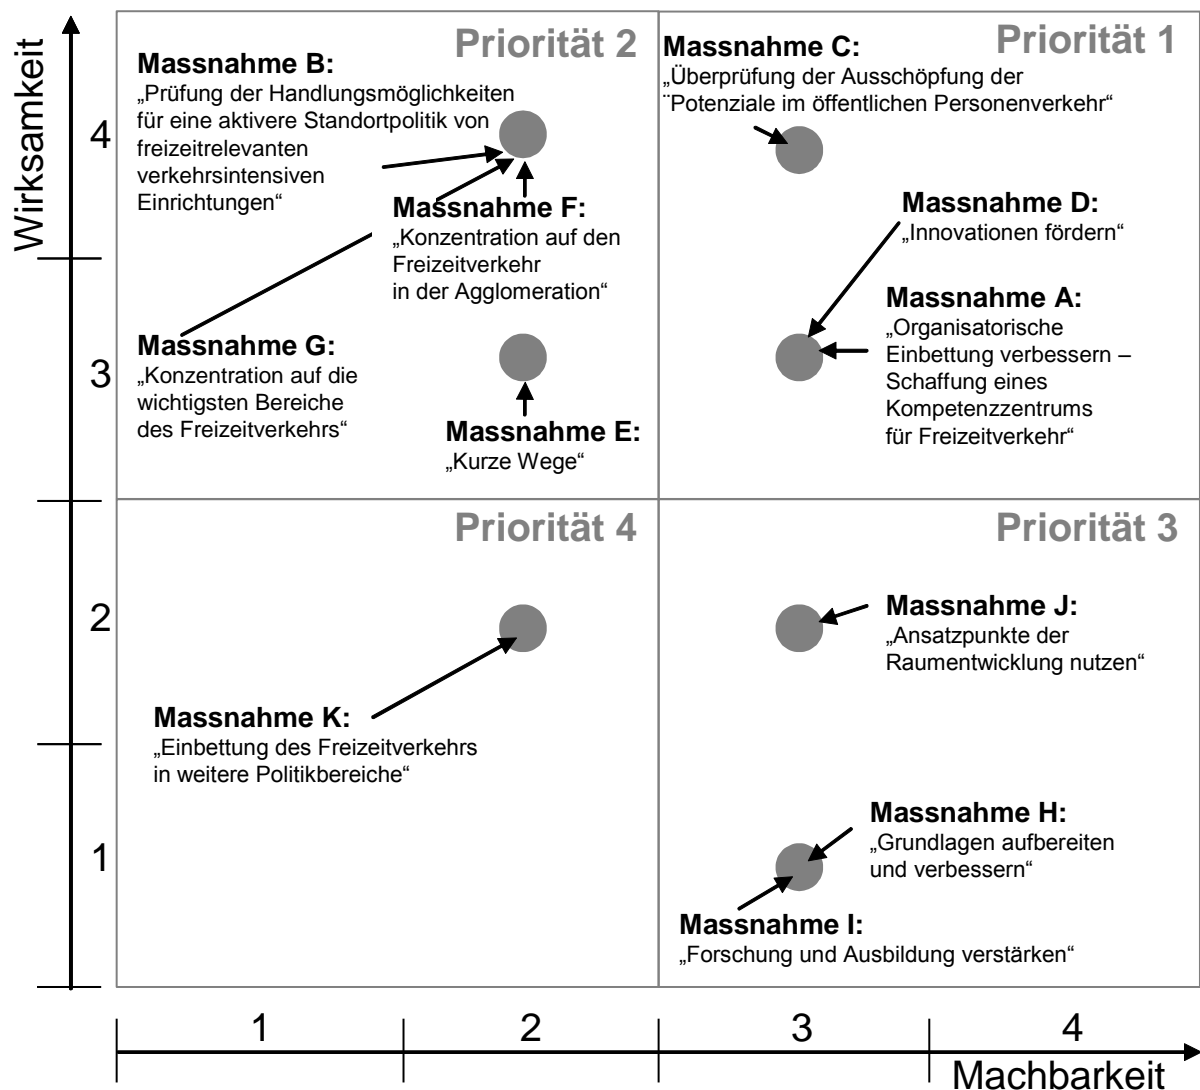 Wirksamkeit
4
3
2
1
Priorität 2
Massnahme B:
„Prüfung der Handlungsmöglichkeiten
für eine aktivere Standortpolitik von
freizeitrelevanten
verkehrsintensiven
Einrichtungen“
Massnahme F:
„Konzentration auf den
Freizeitverkehr
in der Agglomeration“
Massnahme G:
„Konzentration auf die
wichtigsten Bereiche
des Freizeitverkehrs“
Massnahme E:
„Kurze Wege“
Priorität 1
Massnahme C:
„Überprüfung der Ausschöpfung der
¨Potenziale im öffentlichen Personenverkehr“
Massnahme D:
„Innovationen fördern“
Massnahme A:
„Organisatorische
Einbettung verbessern –
Schaffung eines
Kompetenzzentrums
für Freizeitverkehr“
Priorität 4
Massnahme K:
„Einbettung des Freizeitverkehrs
in weitere Politikbereiche“
Priorität 3
Massnahme J:
„Ansatzpunkte der
Raumentwicklung nutzen“
Massnahme H:
„Grundlagen aufbereiten
und verbessern“
Massnahme I:
„Forschung und Ausbildung verstärken“
1 2 3 4
Machbarkeit